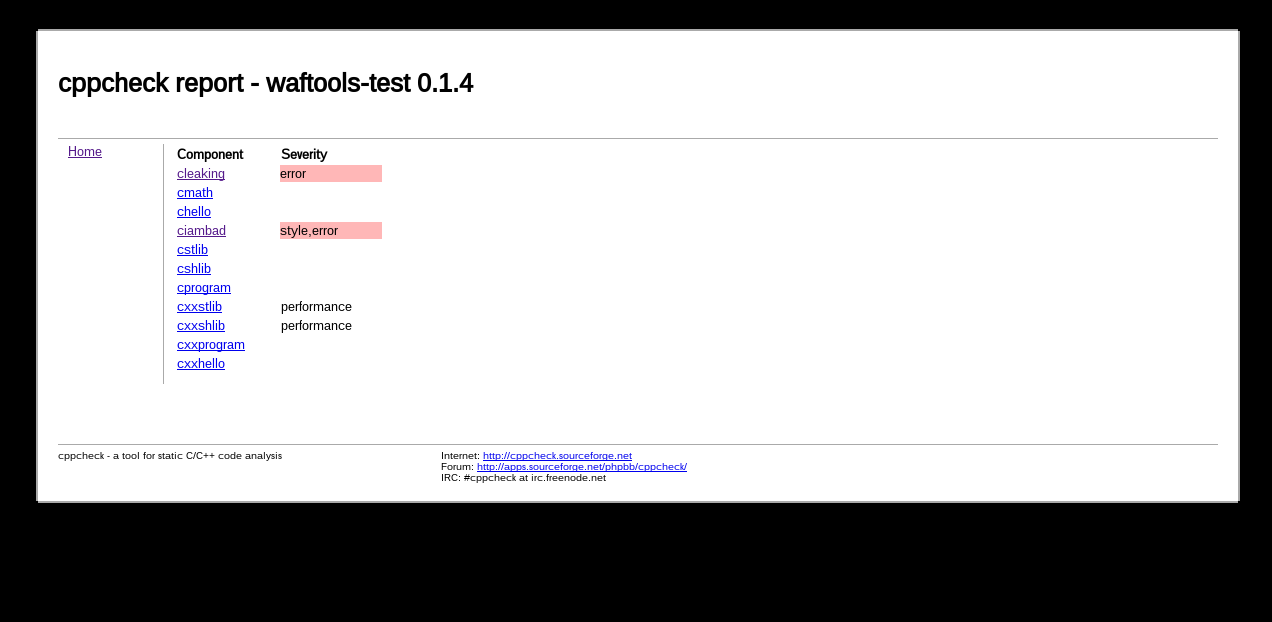 cppcheck report - waftools-test 0.1.4
Home
Component Severity
cleaking error
cmath
chello
ciambad style,error
cstlib
cshlib
cprogram
cxxstlib performance
cxxshlib performance
cxxprogram
cxxhello
cppcheck - a tool for static C/C++ code analysis
Internet: http://cppcheck.sourceforge.net
Forum: http://apps.sourceforge.net/phpbb/cppcheck/
IRC: #cppcheck at irc.freenode.net